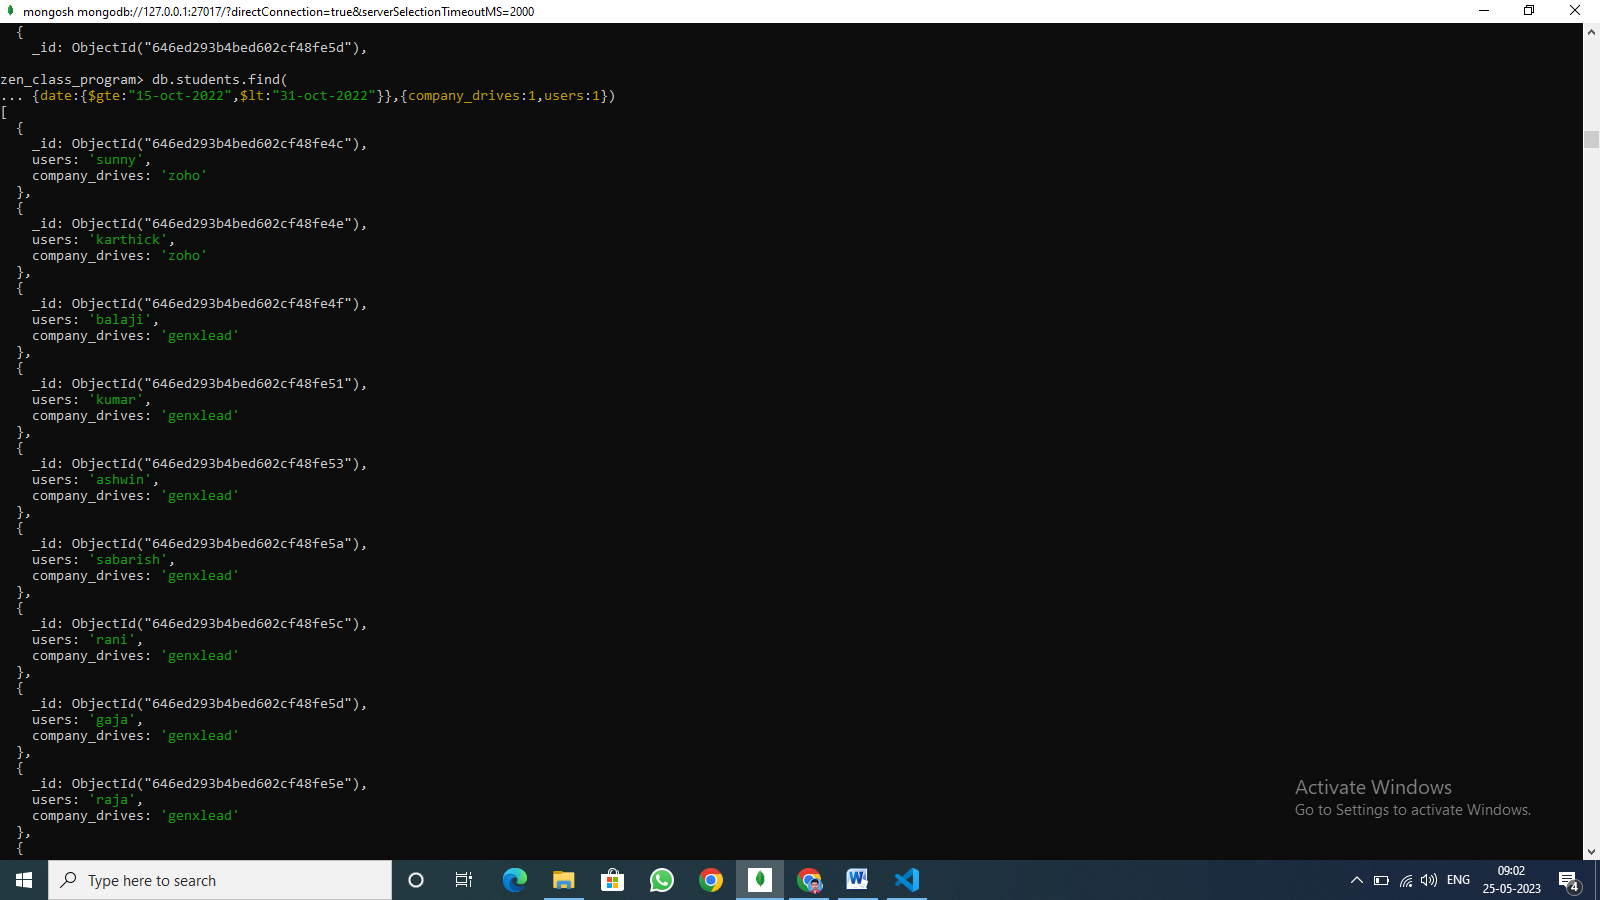 mongosh mongodb://127.0.0.1:27017/?directConnection=true&serverSelectionTimeoutMS=2000
  {
    _id: ObjectId("646ed293b4bed602cf48fe5d"),
zen_class_program> db.students.find(
... {date:{$gte:"15-oct-2022",$lt:"31-oct-2022"}},{company_drives:1,users:1})
[
  {
    _id: ObjectId("646ed293b4bed602cf48fe4c"),
    users: 'sunny',
    company_drives: 'zoho'
  },
  {
    _id: ObjectId("646ed293b4bed602cf48fe4e"),
    users: 'karthick',
    company_drives: 'zoho'
  },
  {
    _id: ObjectId("646ed293b4bed602cf48fe4f"),
    users: 'balaji',
    company_drives: 'genxlead'
  },
  {
    _id: ObjectId("646ed293b4bed602cf48fe51"),
    users: 'kumar',
    company_drives: 'genxlead'
  },
  {
    _id: ObjectId("646ed293b4bed602cf48fe53"),
    users: 'ashwin',
    company_drives: 'genxlead'
  },
  {
    _id: ObjectId("646ed293b4bed602cf48fe5a"),
    users: 'sabarish',
    company_drives: 'genxlead'
  },
  {
    _id: ObjectId("646ed293b4bed602cf48fe5c"),
    users: 'rani',
    company_drives: 'genxlead'
  },
  {
    _id: ObjectId("646ed293b4bed602cf48fe5d"),
    users: 'gaja',
    company_drives: 'genxlead'
  },
  {
    _id: ObjectId("646ed293b4bed602cf48fe5e"),
    users: 'raja',
    company_drives: 'genxlead'
  },
  {
Activate Windows
Go to Settings to activate Windows.
Type here to search
W
ENG
09:02
25-05-2023
4